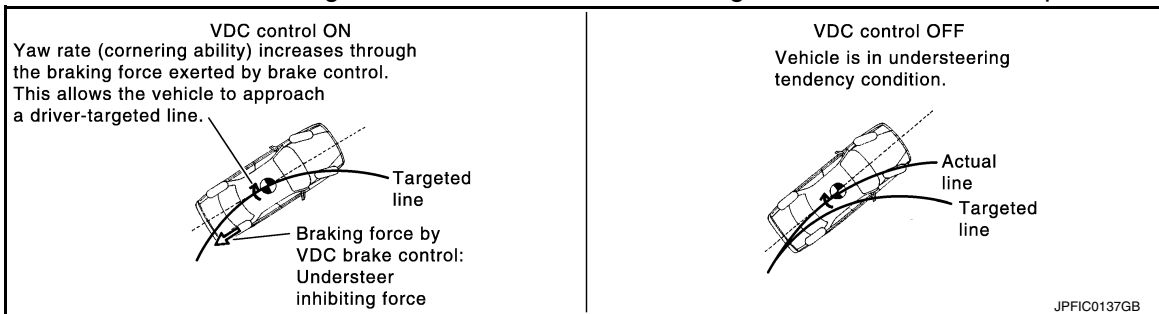 VDC control ON
Yaw rate (cornering ability) increases through
the braking force exerted by brake control.
This allows the vehicle to approach
a driver-targeted line.
Targeted
line
Braking force by
VDC brake control:
Understeer
inhibiting force
VDC control OFF
Vehicle is in understeering
tendency condition.
Actual
line
Targeted
line
JPFIC0137GB